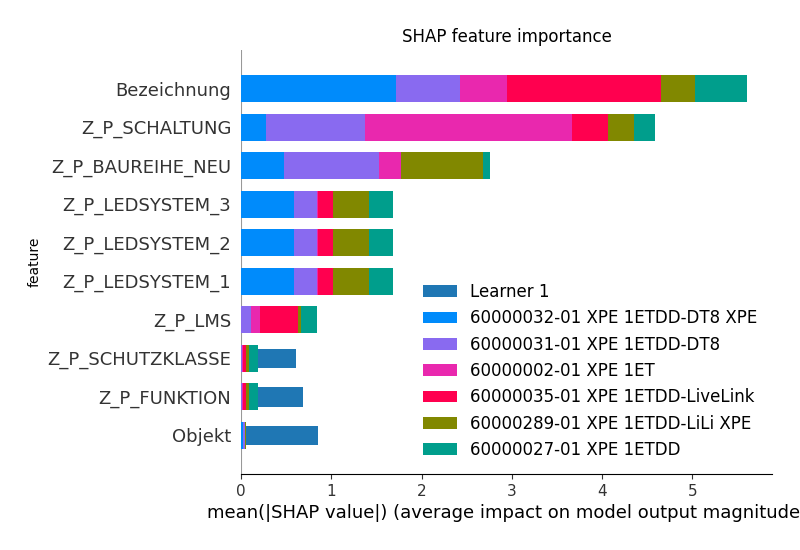 SHAP feature importance
Bezeichnung
Z_P_SCHALTUNG
Z_P_BAUREIHE_NEU
Z_P_LEDSYSTEM_3
Z_P_LEDSYSTEM_2
Z_P_LEDSYSTEM_1
Z_P_LMS
Z_P_SCHUTZKLASSE
Z_P_FUNKTION
Objekt
feature
Learner 1
60000032-01 XPE 1ETDD-DT8 XPE
60000031-01 XPE 1ETDD-DT8
60000002-01 XPE 1ET
60000035-01 XPE 1ETDD-LiveLink
60000289-01 XPE 1ETDD-LiLi XPE
60000027-01 XPE 1ETDD
0 1 2 3 4 5
mean(|SHAP value|) (average impact on model output magnitude